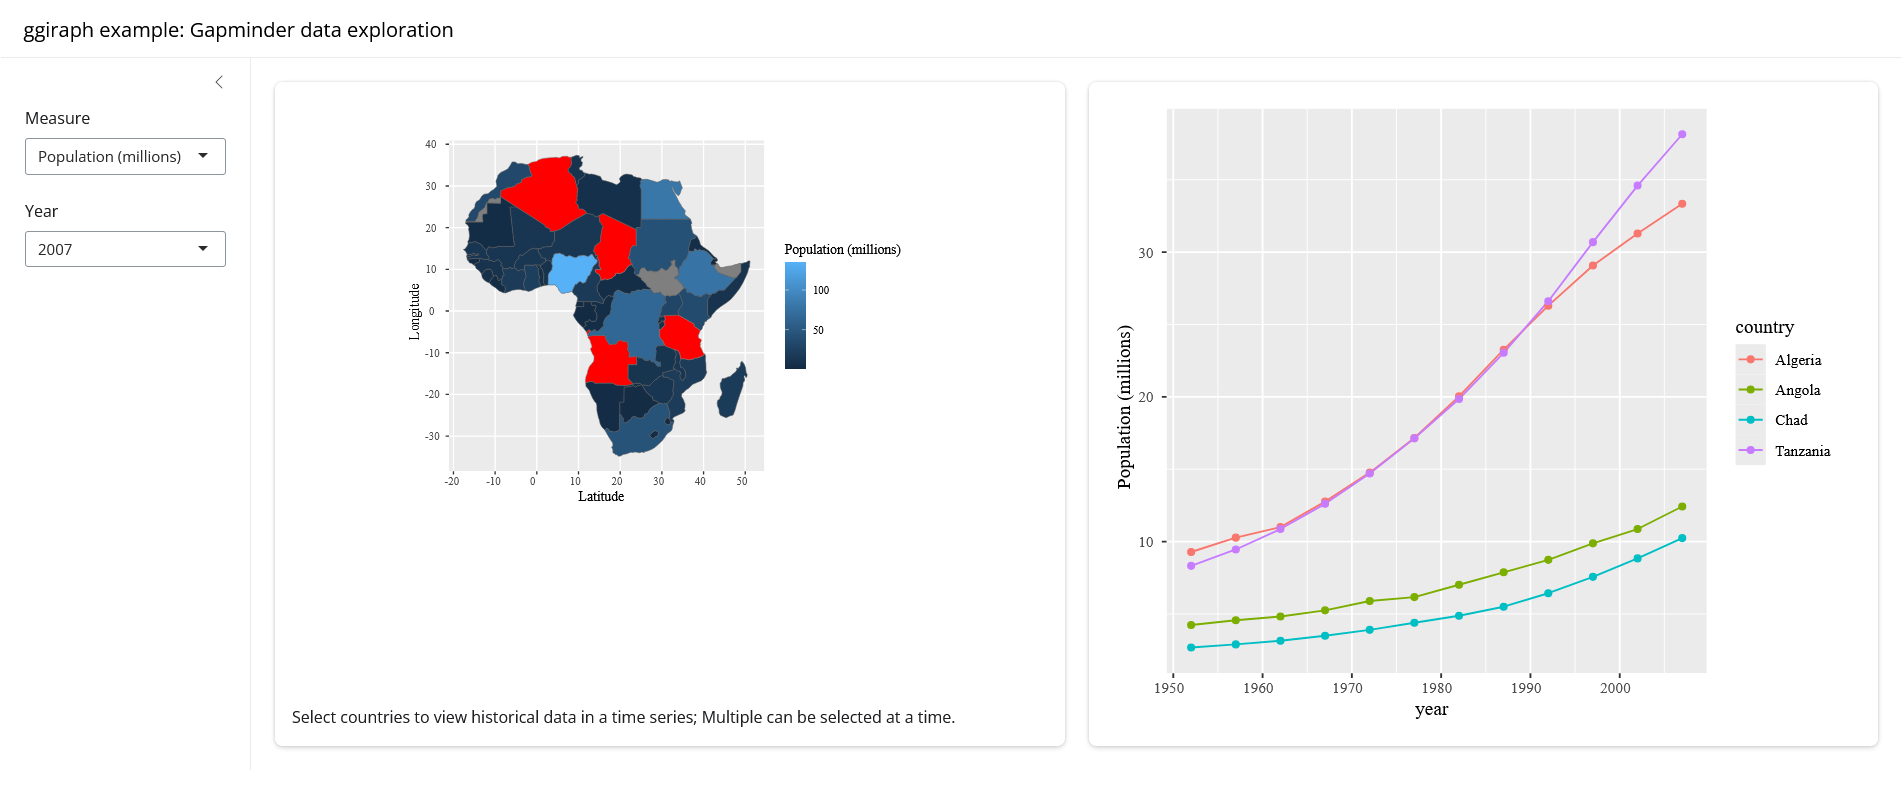 ggiraph example: Gapminder data exploration
Measure
Population (millions)
Year
2007
40
30
20
10
0
-10
-20
-30
Longitude
-20 -10 0 10 20 30 40 50
Latitude
Population (millions)
100
50
Select countries to view historical data in a time series; Multiple can be selected at a time.
30
20
10
Population (millions)
1950 1960 1970 1980 1990 2000
year
country
Algeria
Angola
Chad
Tanzania